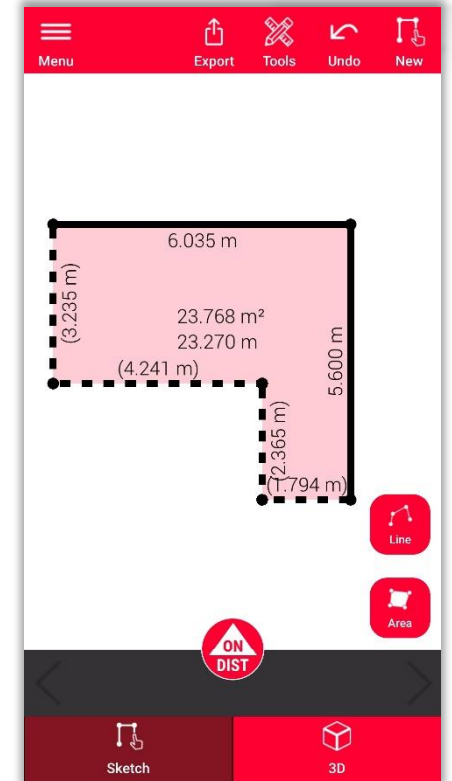 Menu
Export
Tools
Undo
New
6.035 m
(3.235 m)
23.768 m²
23.270 m
5.600 m
(4.241 m)
(2.365 m)
(1.794 m)
Line
Area
ON
DIST
Sketch
3D